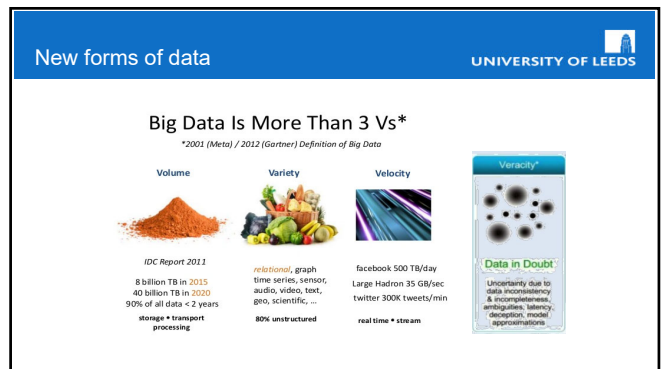 New forms of data
UNIVERSITY OF LEEDS
Big Data Is More Than 3 Vs*
*2001 (Meta) / 2012 (Gartner) Definition of Big Data
Volume
IDC Report 2011
8 billion TB in 2015
40 billion TB in 2020
90% of all data < 2 years
storage • transport
processing
Variety
relational, graph
time series, sensor,
audio, video, text,
geo, scientific, ...
80% unstructured
Velocity
facebook 500 TB/day
Large Hadron 35 GB/sec
twitter 300K tweets/min
real time • stream
Veracity*
Data in Doubt
Uncertainty due to
data inconsistency
& incompleteness,
ambiguities, latency,
deception, model
approximations